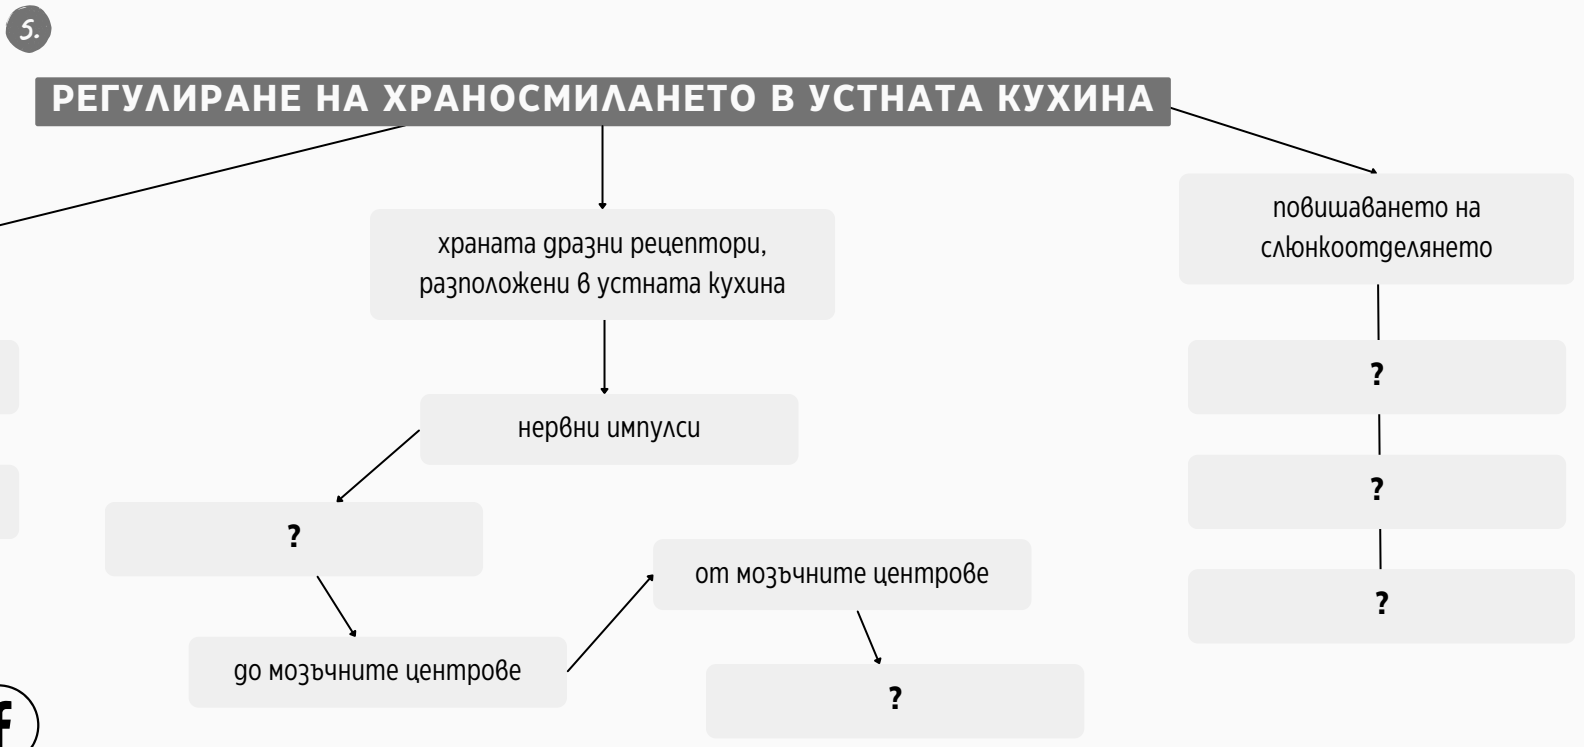 5.
РЕГУЛИРАНЕ НА ХРАНОСМИЛАНЕТО В УСТНАТА КУХИНА
храната дразни рецептори,
разположени в устната кухина
нервни импулси
?
до мозъчните центрове
от мозъчните центрове
?
повишаването на
слюнкоотделянето
?
?
?
f